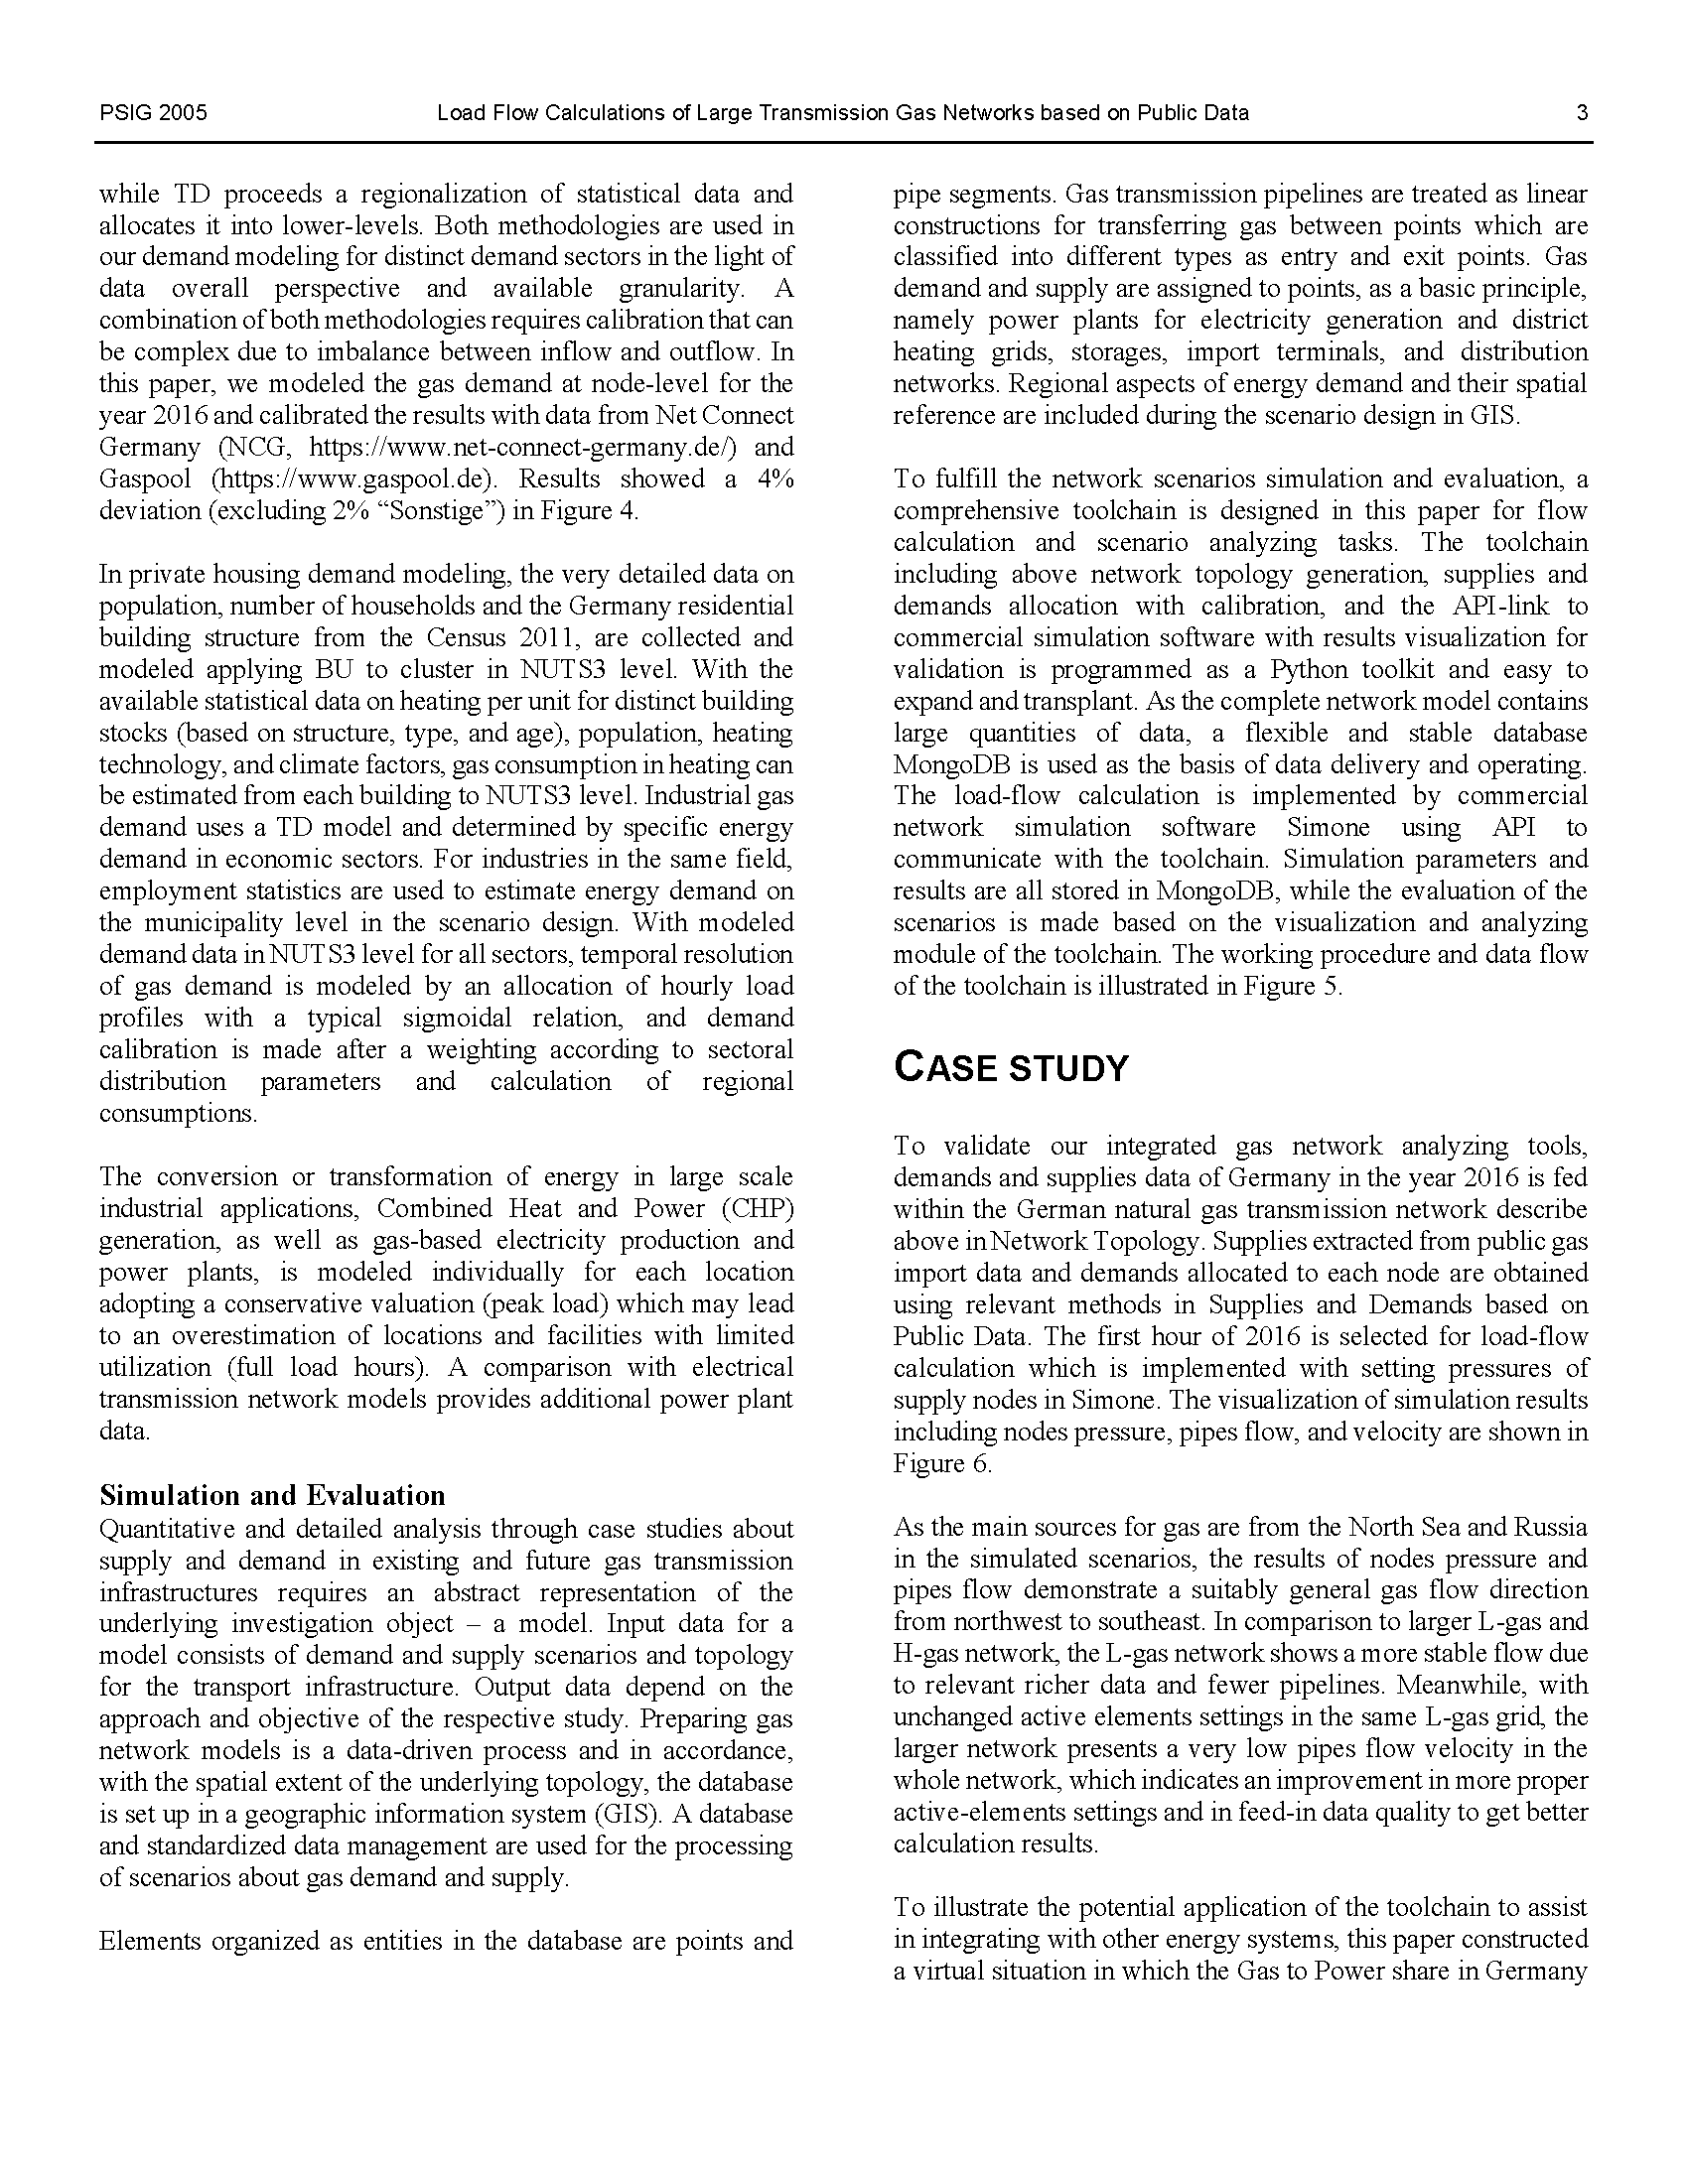 PSIG 2005 Load Flow Calculations of Large Transmission Gas Networks based on Public Data 3
while TD proceeds a regionalization of statistical data and
allocates it into lower-levels. Both methodologies are used in
our demand modeling for distinct demand sectors in the light of
data overall perspective and available granularity. A
combination of both methodologies requires calibration that can
be complex due to imbalance between inflow and outflow. In
this paper, we modeled the gas demand at node-level for the
year 2016 and calibrated the results with data from Net Connect
Germany (NCG, https://www.net-connect-germany.de/) and
Gaspool (https://www.gaspool.de). Results showed a 4%
deviation (excluding 2% “Sonstige”) in Figure 4.
In private housing demand modeling, the very detailed data on
population, number of households and the Germany residential
building structure from the Census 2011, are collected and
modeled applying BU to cluster in NUTS3 level. With the
available statistical data on heating per unit for distinct building
stocks (based on structure, type, and age), population, heating
technology, and climate factors, gas consumption in heating can
be estimated from each building to NUTS3 level. Industrial gas
demand uses a TD model and determined by specific energy
demand in economic sectors. For industries in the same field,
employment statistics are used to estimate energy demand on
the municipality level in the scenario design. With modeled
demand data in NUTS3 level for all sectors, temporal resolution
of gas demand is modeled by an allocation of hourly load
profiles with a typical sigmoidal relation, and demand
calibration is made after a weighting according to sectoral
distribution parameters and calculation of regional
consumptions.
The conversion or transformation of energy in large scale
industrial applications, Combined Heat and Power (CHP)
generation, as well as gas-based electricity production and
power plants, is modeled individually for each location
adopting a conservative valuation (peak load) which may lead
to an overestimation of locations and facilities with limited
utilization (full load hours). A comparison with electrical
transmission network models provides additional power plant
data.
Simulation and Evaluation
Quantitative and detailed analysis through case studies about
supply and demand in existing and future gas transmission
infrastructures requires an abstract representation of the
underlying investigation object – a model. Input data for a
model consists of demand and supply scenarios and topology
for the transport infrastructure. Output data depend on the
approach and objective of the respective study. Preparing gas
network models is a data-driven process and in accordance,
with the spatial extent of the underlying topology, the database
is set up in a geographic information system (GIS). A database
and standardized data management are used for the processing
of scenarios about gas demand and supply.
Elements organized as entities in the database are points and
pipe segments. Gas transmission pipelines are treated as linear
constructions for transferring gas between points which are
classified into different types as entry and exit points. Gas
demand and supply are assigned to points, as a basic principle,
namely power plants for electricity generation and district
heating grids, storages, import terminals, and distribution
networks. Regional aspects of energy demand and their spatial
reference are included during the scenario design in GIS.
To fulfill the network scenarios simulation and evaluation, a
comprehensive toolchain is designed in this paper for flow
calculation and scenario analyzing tasks. The toolchain
including above network topology generation, supplies and
demands allocation with calibration, and the API-link to
commercial simulation software with results visualization for
validation is programmed as a Python toolkit and easy to
expand and transplant. As the complete network model contains
large quantities of data, a flexible and stable database
MongoDB is used as the basis of data delivery and operating.
The load-flow calculation is implemented by commercial
network simulation software Simone using API to
communicate with the toolchain. Simulation parameters and
results are all stored in MongoDB, while the evaluation of the
scenarios is made based on the visualization and analyzing
module of the toolchain. The working procedure and data flow
of the toolchain is illustrated in Figure 5.
CASE STUDY
To validate our integrated gas network analyzing tools,
demands and supplies data of Germany in the year 2016 is fed
within the German natural gas transmission network describe
above in Network Topology. Supplies extracted from public gas
import data and demands allocated to each node are obtained
using relevant methods in Supplies and Demands based on
Public Data. The first hour of 2016 is selected for load-flow
calculation which is implemented with setting pressures of
supply nodes in Simone. The visualization of simulation results
including nodes pressure, pipes flow, and velocity are shown in
Figure 6.
As the main sources for gas are from the North Sea and Russia
in the simulated scenarios, the results of nodes pressure and
pipes flow demonstrate a suitably general gas flow direction
from northwest to southeast. In comparison to larger L-gas and
H-gas network, the L-gas network shows a more stable flow due
to relevant richer data and fewer pipelines. Meanwhile, with
unchanged active elements settings in the same L-gas grid, the
larger network presents a very low pipes flow velocity in the
whole network, which indicates an improvement in more proper
active-elements settings and in feed-in data quality to get better
calculation results.
To illustrate the potential application of the toolchain to assist
in integrating with other energy systems, this paper constructed
a virtual situation in which the Gas to Power share in Germany